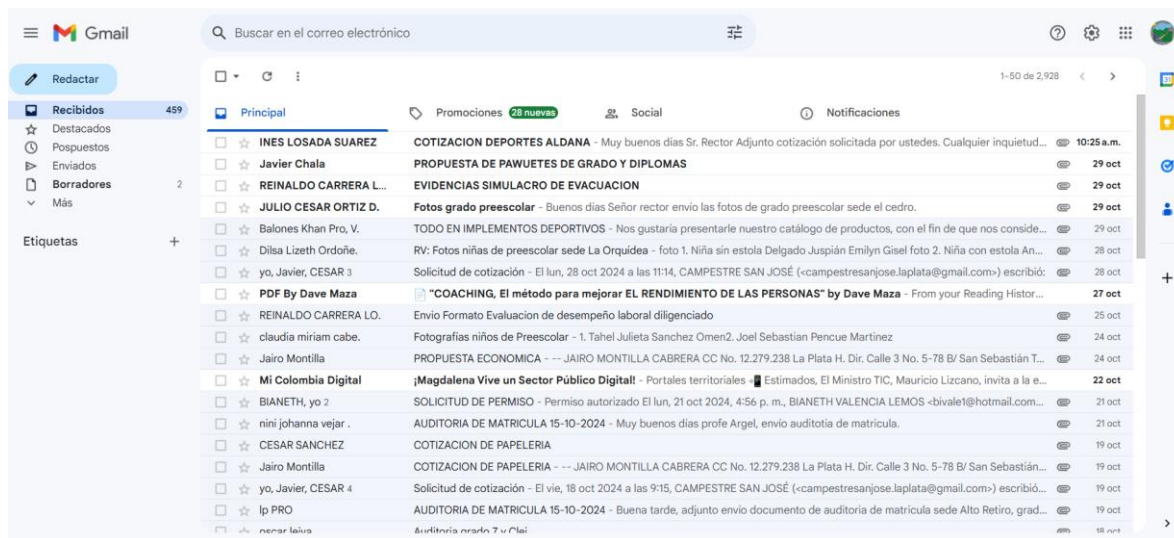 Gmail
Buscar en el correo electrónico
Redactar
1–50 de 2,928
Recibidos 459
Destacados
Pospuestos
Enviados
Borradores 2
Más
Etiquetas
Principal Promociones 28 nuevas Social Notificaciones
INES LOSADA SUAREZ COTIZACION DEPORTES ALDANA - Muy buenos días Sr. Rector Adjunto cotización solicitada por ustedes. Cualquier inquietud... 10:25 a.m.
Javier Chala PROPUESTA DE PAWUETES DE GRADO Y DIPLOMAS 29 oct
REINALDO CARRERA L... EVIDENCIAS SIMULACRO DE EVACUACION 29 oct
JULIO CESAR ORTIZ D. Fotos grado preescolar - Buenos días Señor rector envío las fotos de grado preescolar sede el cedro. 29 oct
Balones Khan Pro, V. TODO EN IMPLEMENTOS DEPORTIVOS - Nos gustaría presentarle nuestro catálogo de productos, con el fin de que nos conside... 29 oct
Dilsa Lizeth Ordoñe. RV: Fotos niñas de preescolar sede La Orquidea - foto 1. Niña sin estola Delgado Juspián Emilyn Gisel foto 2. Niña con estola An... 28 oct
yo, Javier, CESAR 3 Solicitud de cotización - El lun, 28 oct 2024 a las 11:14, CAMPESTRE SAN JOSÉ (<campestresanjose.laplata@gmail.com>) escribió: 28 oct
PDF By Dave Maza "COACHING, El método para mejorar EL RENDIMIENTO DE LAS PERSONAS" by Dave Maza - From your Reading Histor... 27 oct
REINALDO CARRERA LO. Envio Formato Evaluacion de desempeño laboral diligenciado 25 oct
claudia miriam cabe. Fotografias niños de Preescolar - 1. Tahel Julieta Sanchez Omen2. Joel Sebastian Pencue Martinez 24 oct
Jairo Montilla PROPUESTA ECONOMICA - -- JAIRO MONTILLA CABRERA CC No. 12.279.238 La Plata H. Dir. Calle 3 No. 5-78 B/ San Sebastián T... 24 oct
Mi Colombia Digital ¡Magdalena Vive un Sector Público Digital! - Portales territoriales Estimados, El Ministro TIC, Mauricio Lizcano, invita a la e... 22 oct
BIANETH, yo 2 SOLICITUD DE PERMISO - Permiso autorizado El lun, 21 oct 2024, 4:56 p. m., BIANETH VALENCIA LEMOS <bivale1@hotmail.com... 21 oct
nini johanna vejar . AUDITORIA DE MATRICULA 15-10-2024 - Muy buenos días profe Argel, envío auditotia de matricula. 21 oct
CESAR SANCHEZ COTIZACION DE PAPELERIA 19 oct
Jairo Montilla COTIZACION DE PAPELERIA - -- JAIRO MONTILLA CABRERA CC No. 12.279.238 La Plata H. Dir. Calle 3 No. 5-78 B/ San Sebastián... 19 oct
yo, Javier, CESAR 4 Solicitud de cotización - El vie, 18 oct 2024 a las 9:15, CAMPESTRE SAN JOSÉ (<campestresanjose.laplata@gmail.com>) escribió... 19 oct
Ip PRO AUDITORIA DE MATRICULA 15-10-2024 - Buena tarde, adjunto envio documento de auditoria de matricula sede Alto Retiro, grad... 19 oct
oscar leiva Auditoria grado 7 y Clei 18 oct